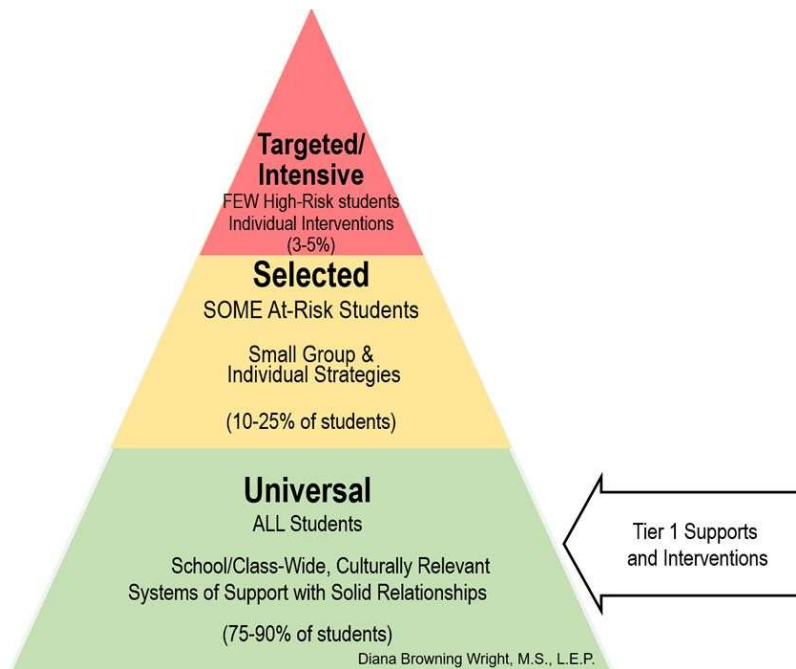 Targeted/
Intensive
FEW High-Risk students
Individual Interventions
(3-5%)
Selected
SOME At-Risk Students
Small Group &
Individual Strategies
(10-25% of students)
Universal
ALL Students
School/Class-Wide, Culturally Relevant
Systems of Support with Solid Relationships
(75-90% of students)
Diana Browning Wright, M.S., L.E.P.
Tier 1 Supports
and Interventions